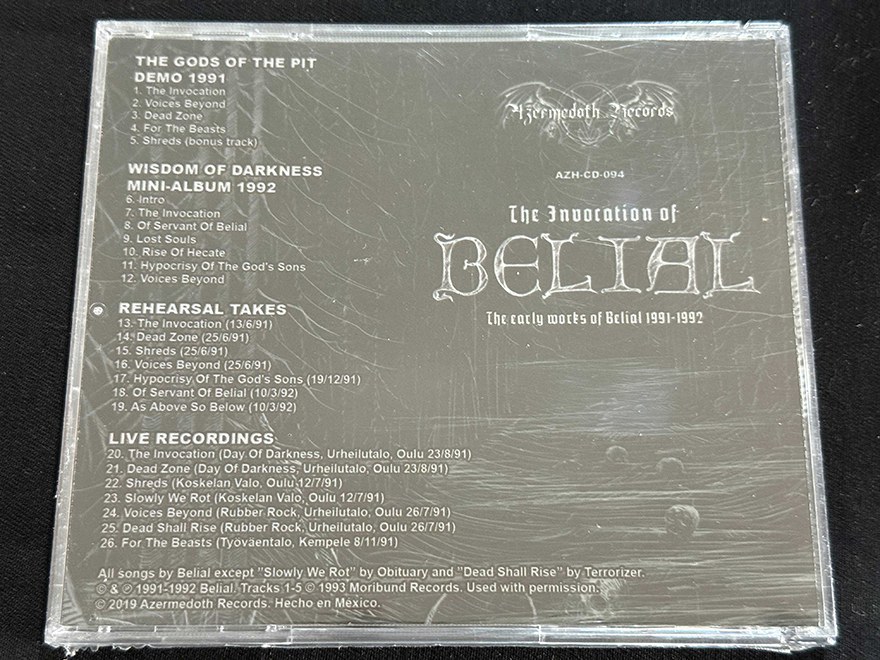 THE GODS OF THE PIT
DEMO 1991
1. The Invocation
2. Voices Beyond
3. Dead Zone
4. For The Beasts
5. Shreds (bonus track)
WISDOM OF DARKNESS
MINI-ALBUM 1992
6. Intro
7. The Invocation
8. Of Servant Of Belial
9. Lost Souls
10. Rise Of Hecate
11. Hypocrisy Of The God's Sons
12. Voices Beyond
REHEARSAL TAKES
13. The Invocation (13/6/91)
14. Dead Zone (25/6/91)
15. Shreds (25/6/91)
16. Voices Beyond (25/6/91)
17. Hypocrisy Of The God's Sons (19/12/91)
18. Of Servant Of Belial (10/3/92)
19. As Above So Below (10/3/92)
LIVE RECORDINGS
20. The Invocation (Day Of Darkness, Urheilutalo, Oulu 23/8/91)
21. Dead Zone (Day Of Darkness, Urheilutalo, Oulu 23/8/91)
22. Shreds (Koskelan Valo, Oulu 12/7/91)
23. Slowly We Rot (Koskelan Valo, Oulu 12/7/91)
24. Voices Beyond (Rubber Rock, Urheilutalo, Oulu 26/7/91)
25. Dead Shall Rise (Rubber Rock, Urheilutalo, Oulu 26/7/91)
26. For The Beasts (Työväentalo, Kempele 8/11/91)
Azermedoth Records
AZH-CD-094
The Invocation of
BELIAL
The early works of Belial 1991-1992
All songs by Belial except "Slowly We Rot" by Obituary and "Dead Shall Rise" by Terrorizer.
© & ℗ 1991-1992 Belial. Tracks 1-5 © 1993 Moribund Records. Used with permission.
© 2019 Azermedoth Records. Hecho en México.